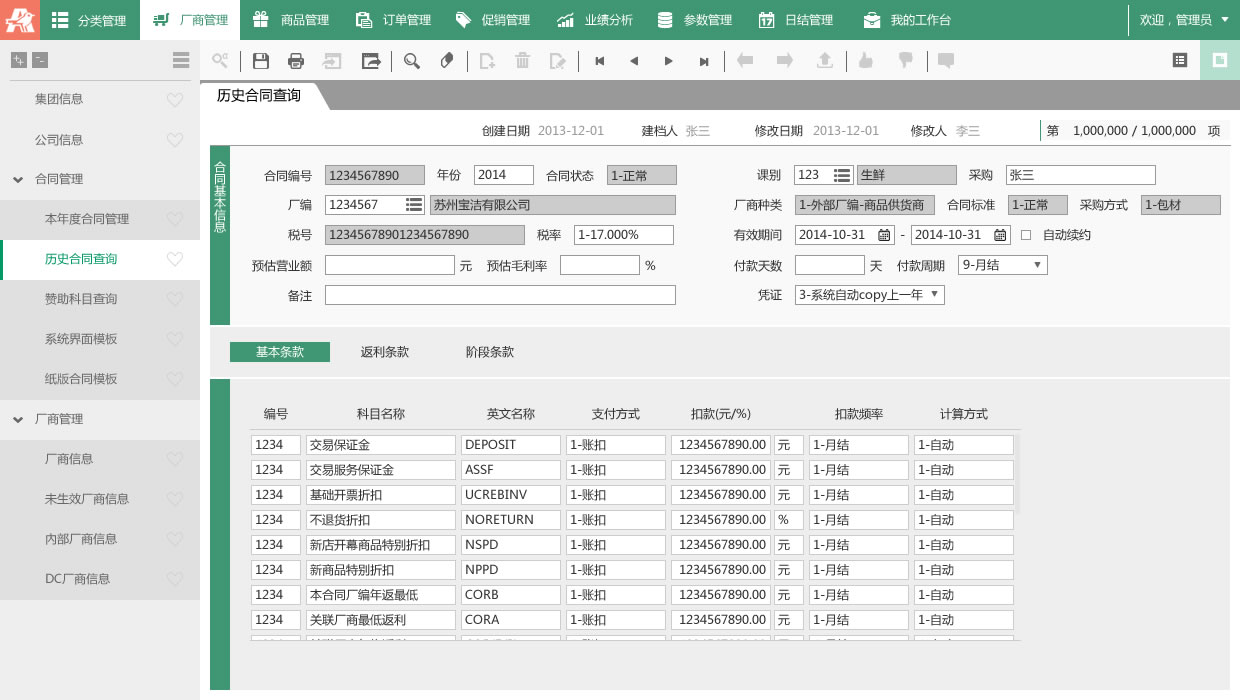 分类管理 厂商管理 商品管理 订单管理 促销管理 业绩分析 参数管理 日结管理 我的工作台 欢迎，管理员
集团信息
公司信息
合同管理
本年度合同管理
历史合同查询
赞助科目查询
系统界面模板
纸版合同模板
厂商管理
厂商信息
未生效厂商信息
内部厂商信息
DC厂商信息
历史合同查询
创建日期 2013-12-01 建档人 张三 修改日期 2013-12-01 修改人 李三 第 1,000,000 / 1,000,000 项
合同基本信息
合同编号 1234567890 年份 2014 合同状态 1-正常 课别 123 生鲜 采购 张三
厂编 1234567 苏州宝洁有限公司 厂商种类 1-外部厂编-商品供货商 合同标准 1-正常 采购方式 1-包材
税号 12345678901234567890 税率 1-17.000% 有效期间 2014-10-31 - 2014-10-31 自动续约
预估营业额 元 预估毛利率 % 付款天数 天 付款周期 9-月结
备注 凭证 3-系统自动copy上一年
基本条款 返利条款 阶段条款
编号 科目名称 英文名称 支付方式 扣款(元/%) 扣款频率 计算方式
1234 交易保证金 DEPOSIT 1-账扣 1234567890.00 元 1-月结 1-自动
1234 交易服务保证金 ASSF 1-账扣 1234567890.00 元 1-月结 1-自动
1234 基础开票折扣 UCREBINV 1-账扣 1234567890.00 元 1-月结 1-自动
1234 不退货折扣 NORETURN 1-账扣 1234567890.00 % 1-月结 1-自动
1234 新店开幕商品特别折扣 NSPD 1-账扣 1234567890.00 元 1-月结 1-自动
1234 新商品特别折扣 NPPD 1-账扣 1234567890.00 元 1-月结 1-自动
1234 本合同厂编年返最低 CORB 1-账扣 1234567890.00 元 1-月结 1-自动
1234 关联厂商最低返利 CORA 1-账扣 1234567890.00 元 1-月结 1-自动